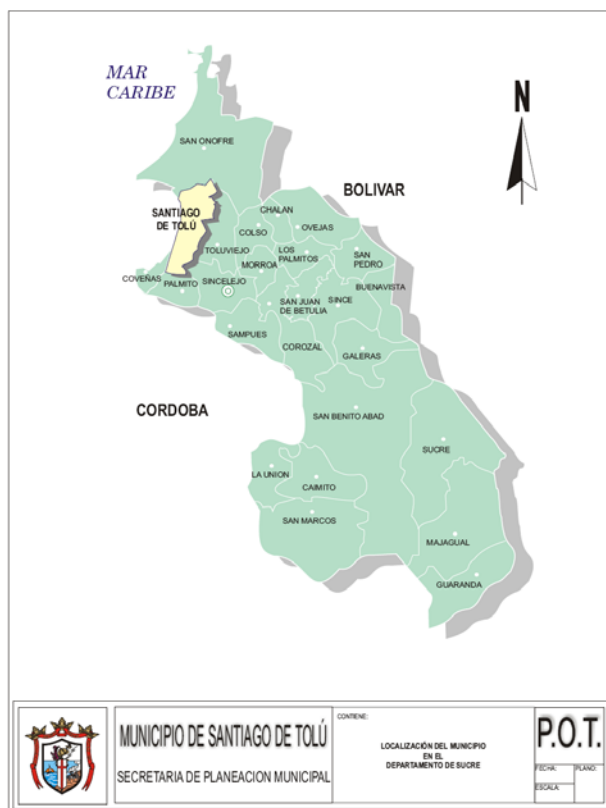 MAR
CARIBE
N
SAN ONOFRE
BOLIVAR
SANTIAGO
DE TOLÚ
CHALAN
COLSO
OVEJAS
TOLUVIEJO
LOS
PALMITOS
SAN
PEDRO
MORROA
COVEÑAS
PALMITO
SINCELEJO
BUENAVISTA
SAN JUAN
DE BETULIA
SINCE
SAMPUES
COROZAL
GALERAS
CORDOBA
SAN BENITO ABAD
SUCRE
LA UNION
CAIMITO
SAN MARCOS
MAJAGUAL
GUARANDA
MUNICIPIO DE SANTIAGO DE TOLÚ
SECRETARIA DE PLANEACION MUNICIPAL
CONTIENE:
LOCALIZACIÓN DEL MUNICIPIO
EN EL
DEPARTAMENTO DE SUCRE
P.O.T.
FECHA:
PLANO:
ESCALA: